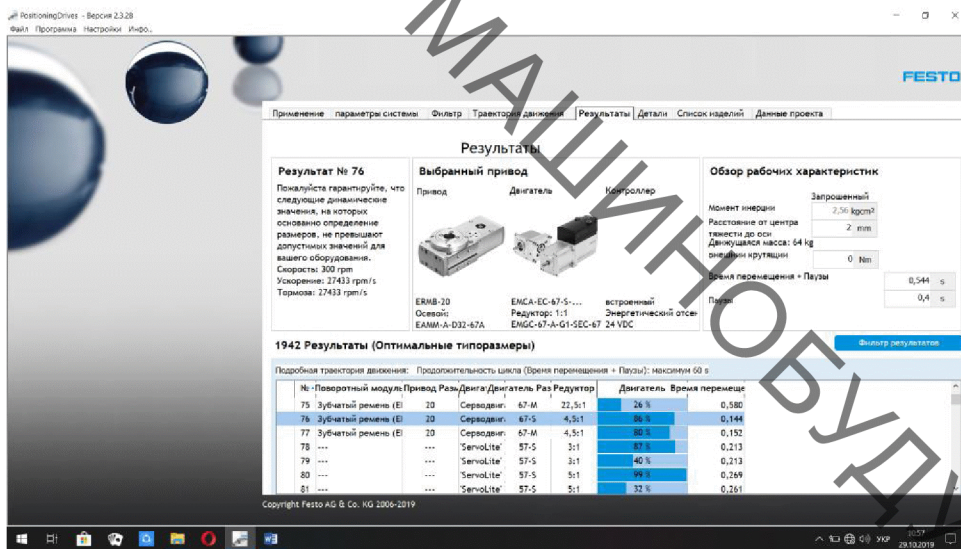 PositioningDrives - Версия 2.3.28
Файл Программа Настройки Инфо..
FESTO
Применение параметры системы Фильтр Траектория движения Результаты Детали Список изделий Данные проекта
Результаты
Результат № 76
Пожалуйста гарантируйте, что
следующие динамические
значения, на которых
основанно определение
размеров, не превышают
допустимых значений для
вашего оборудования.
Скорость: 300 rpm
Ускорение: 27433 rpm/s
Тормоза: 27433 rpm/s
Выбранный привод
Привод Двигатель Контроллер
ERMB-20 EMCA-EC-67-S-... встроенный
Осевой: Редуктор: 1:1 Энергетический отсен
EAMM-A-D32-67A EMGC-67-A-G1-SEC-67 24 VDC
Обзор рабочих характеристик
Запрошенный
Момент инерции 2,56 kgcm²
Расстояние от центра
тяжести до оси 2 mm
Движущаяся масса: 64 kg
внешний крутящий 0 Nm
Время перемещения + Паузы 0,544 s
Паузы 0,4 s
1942 Результаты (Оптимальные типоразмеры)
Фильтр результатов
Подробная траектория движения: Продолжительность цикла (Время перемещения + Паузы): максимум 60 s
№ Поворотный модуль Привод Разм Двигат Двигатель Раз Редуктор Двигатель Время перемеще
75 Зубчатый ремень (El 20 Серводвиг. 67-M 22,5:1 26 % 0,580
76 Зубчатый ремень (El 20 Серводвиг. 67-S 4,5:1 86 % 0,144
77 Зубчатый ремень (El 20 Серводвиг. 67-M 4,5:1 80 % 0,152
78 --- --- 'ServoLite' 57-S 3:1 87 % 0,213
79 --- --- 'ServoLite' 57-S 3:1 40 % 0,213
80 --- --- 'ServoLite' 57-S 5:1 99 % 0,269
81 --- --- 'ServoLite' 57-S 5:1 32 % 0,261
Copyright Festo AG & Co. KG 2006-2019
УКР 10:57
29.10.2019
МАШИНОБУДУ